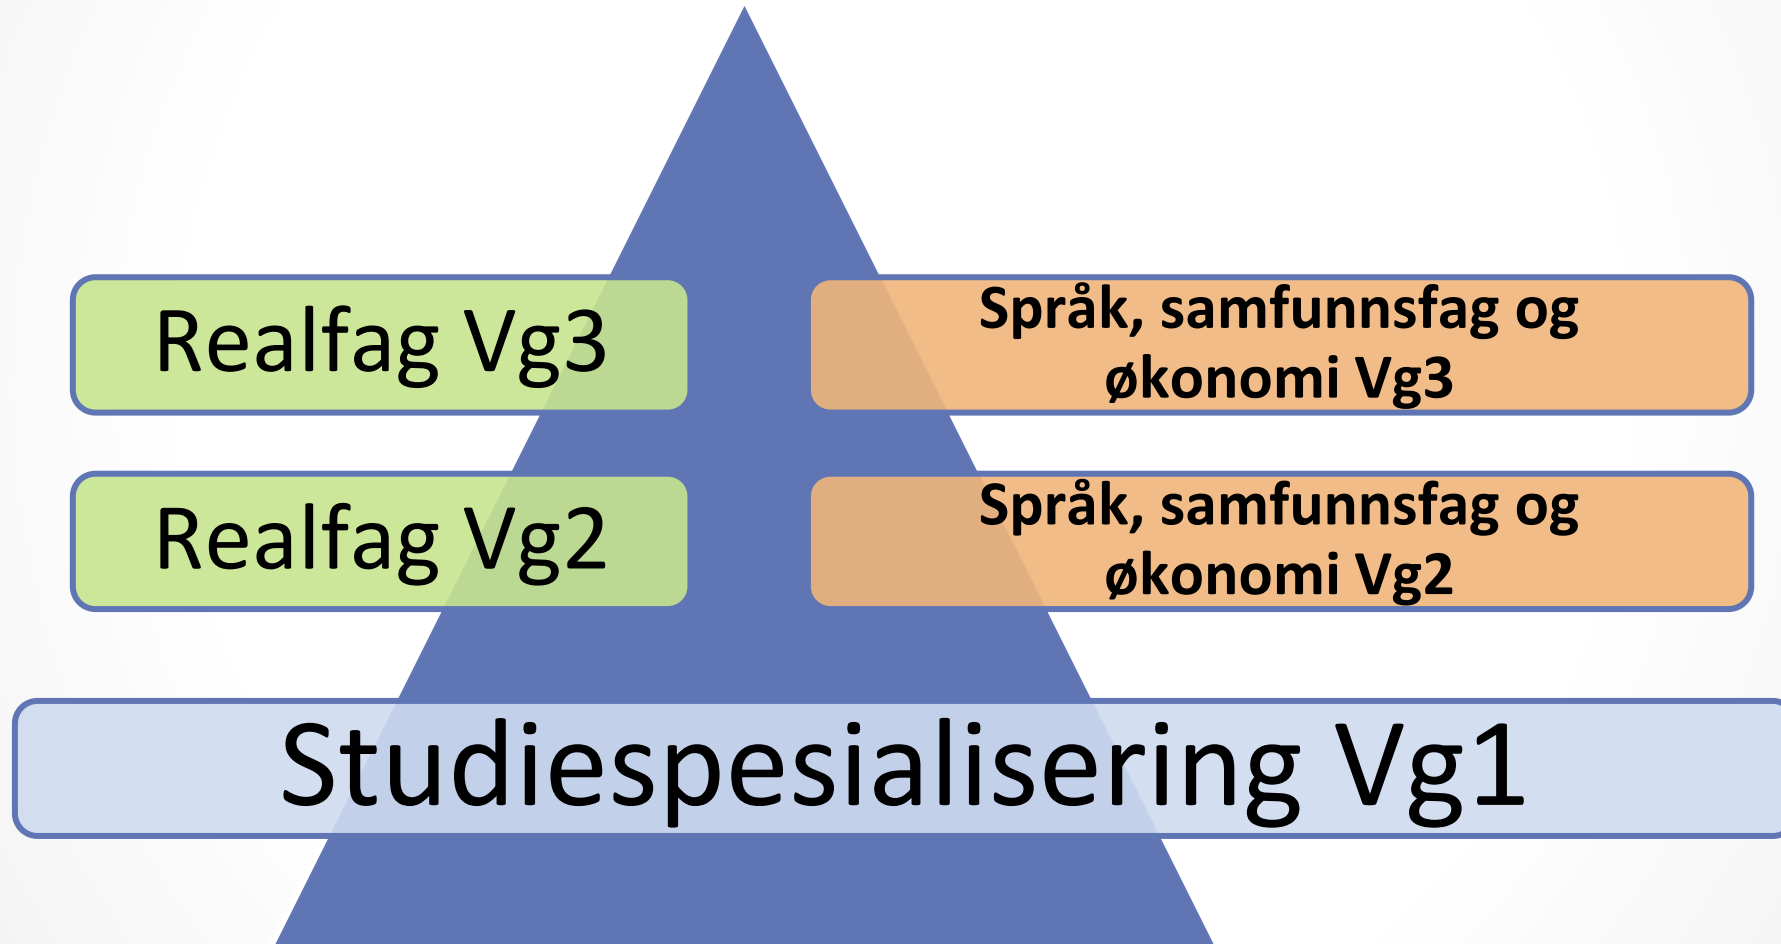 Realfag Vg3
Språk, samfunnsfag og
økonomi Vg3
Realfag Vg2
Språk, samfunnsfag og
økonomi Vg2
Studiespesialisering Vg1